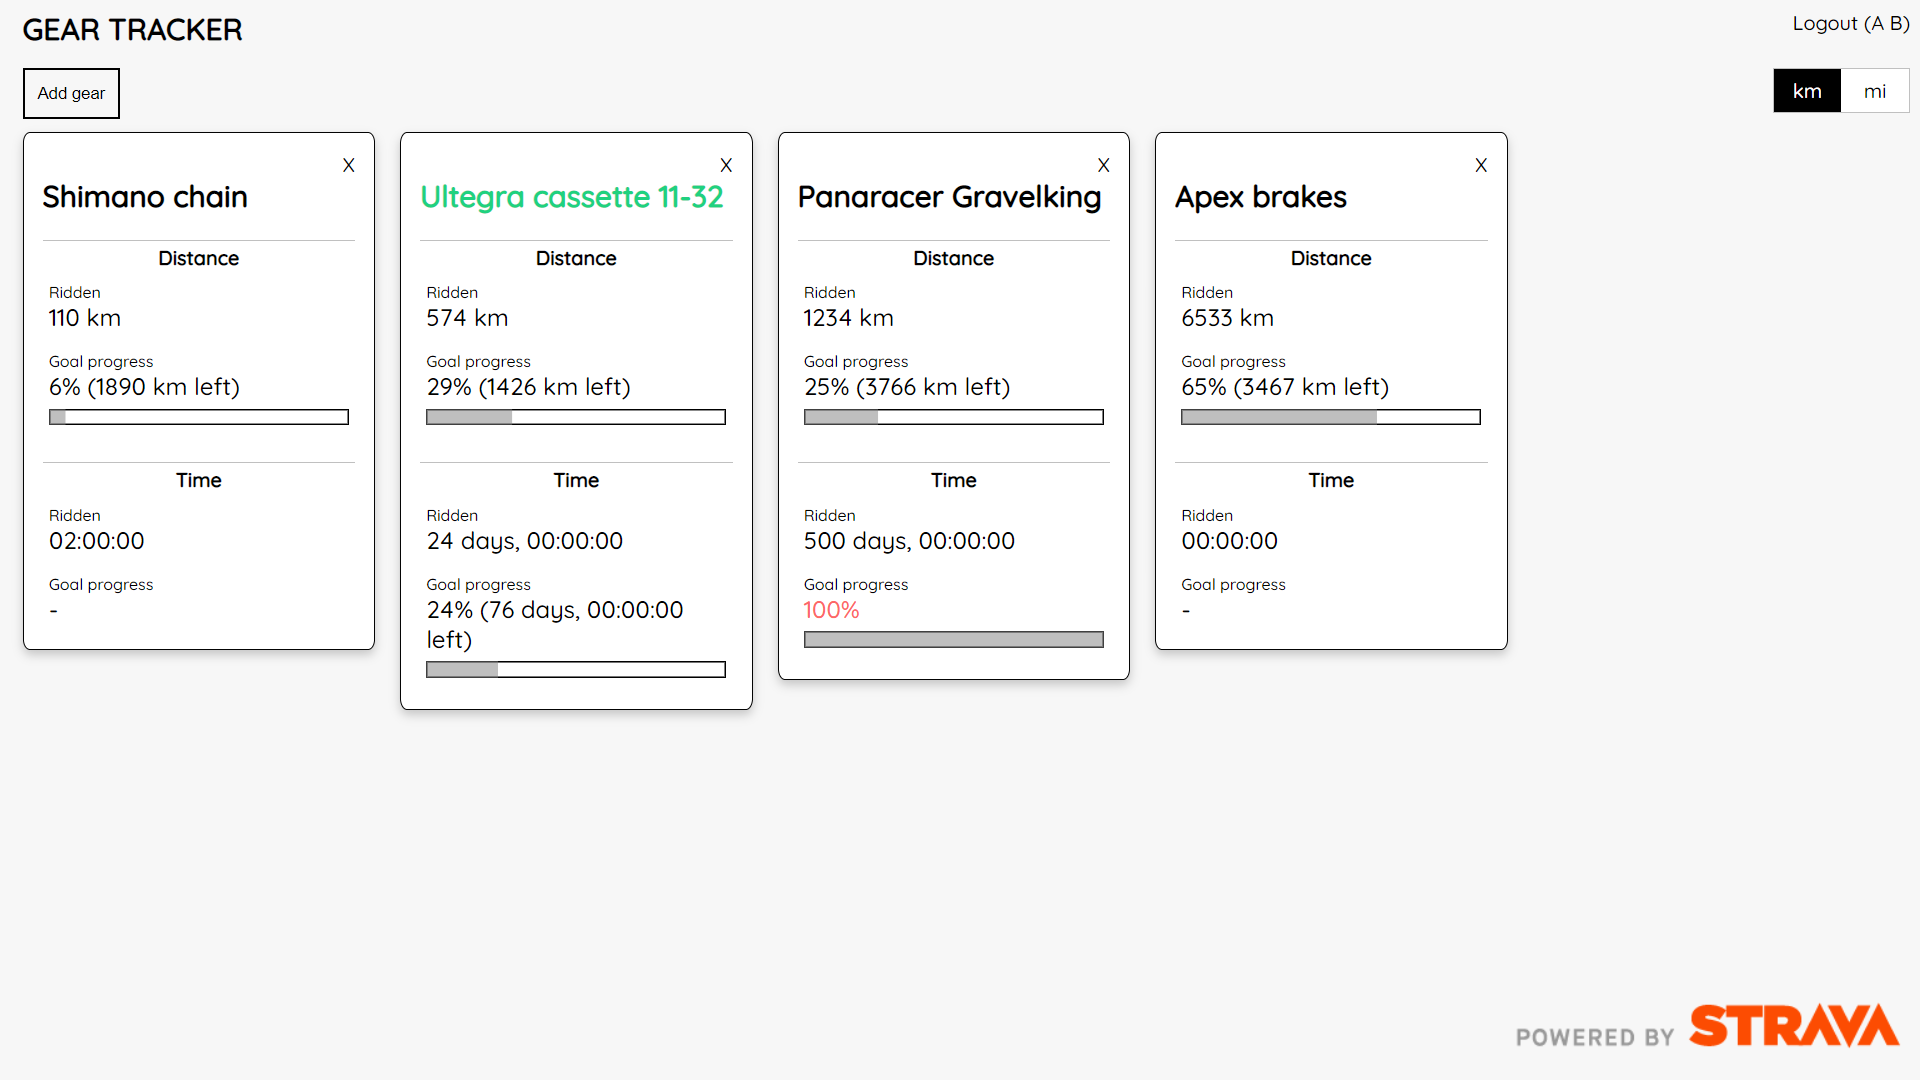 GEAR TRACKER
Logout (A B)
Add gear
km
mi
X
Shimano chain
Distance
Ridden
110 km
Goal progress
6% (1890 km left)
Time
Ridden
02:00:00
Goal progress
-
X
Ultegra cassette 11-32
Distance
Ridden
574 km
Goal progress
29% (1426 km left)
Time
Ridden
24 days, 00:00:00
Goal progress
24% (76 days, 00:00:00
left)
X
Panaracer Gravelking
Distance
Ridden
1234 km
Goal progress
25% (3766 km left)
Time
Ridden
500 days, 00:00:00
Goal progress
100%
X
Apex brakes
Distance
Ridden
6533 km
Goal progress
65% (3467 km left)
Time
Ridden
00:00:00
Goal progress
-
POWERED BY STRAVA